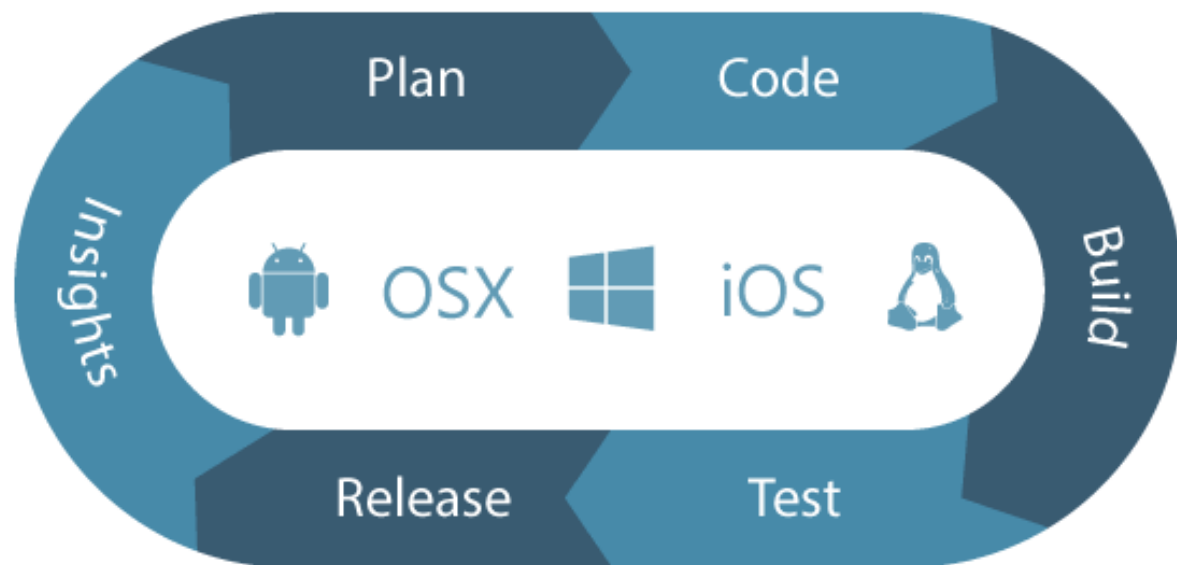 Plan
Code
Build
Test
Release
Insights
OSX
iOS